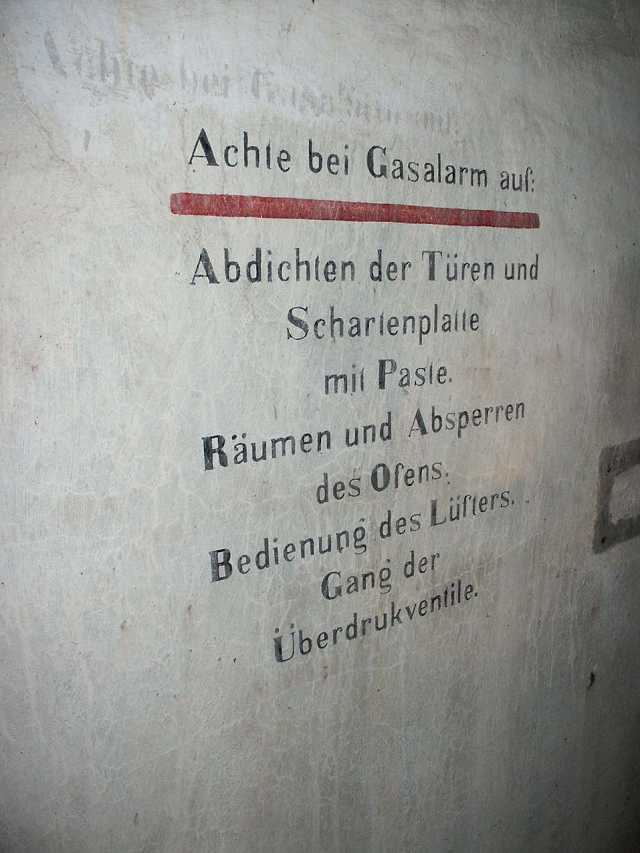 Achte bei Gasalarm auf:
Abdichten der Türen und
Schartenplatte
mit Paste.
Räumen und Absperren
des Ofens.
Bedienung des Lüfters.
Gang der
Überdrukventile.